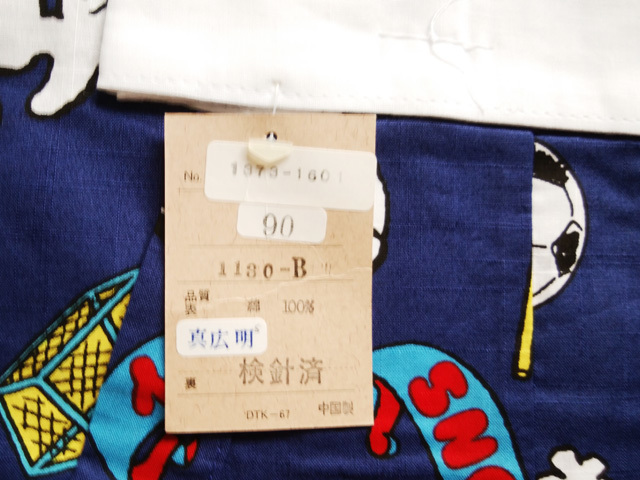 No. 1373-1601
90
1130-B
品質
表 綿 100%
真広明
裏 検針済
DTK-67 中国製
SNO